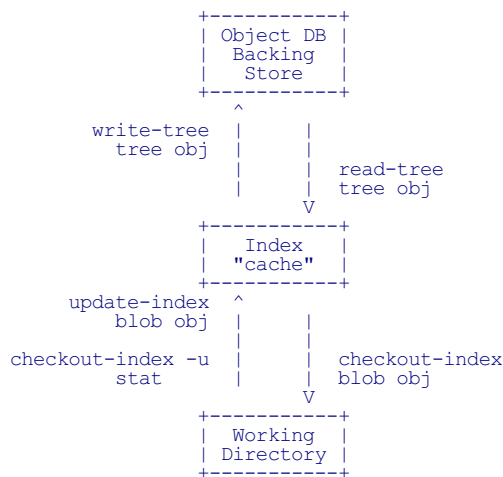 +-----------+
| Object DB |
|  Backing  |
|   Store   |
+-----------+
^
write-tree |     |
tree obj |     |
|     | read-tree
|     | tree obj
V
+-----------+
|   Index   |
|  "cache"  |
+-----------+
update-index ^
blob obj |     |
|     |
checkout-index -u |     | checkout-index
stat |     | blob obj
V
+-----------+
|  Working  |
| Directory |
+-----------+